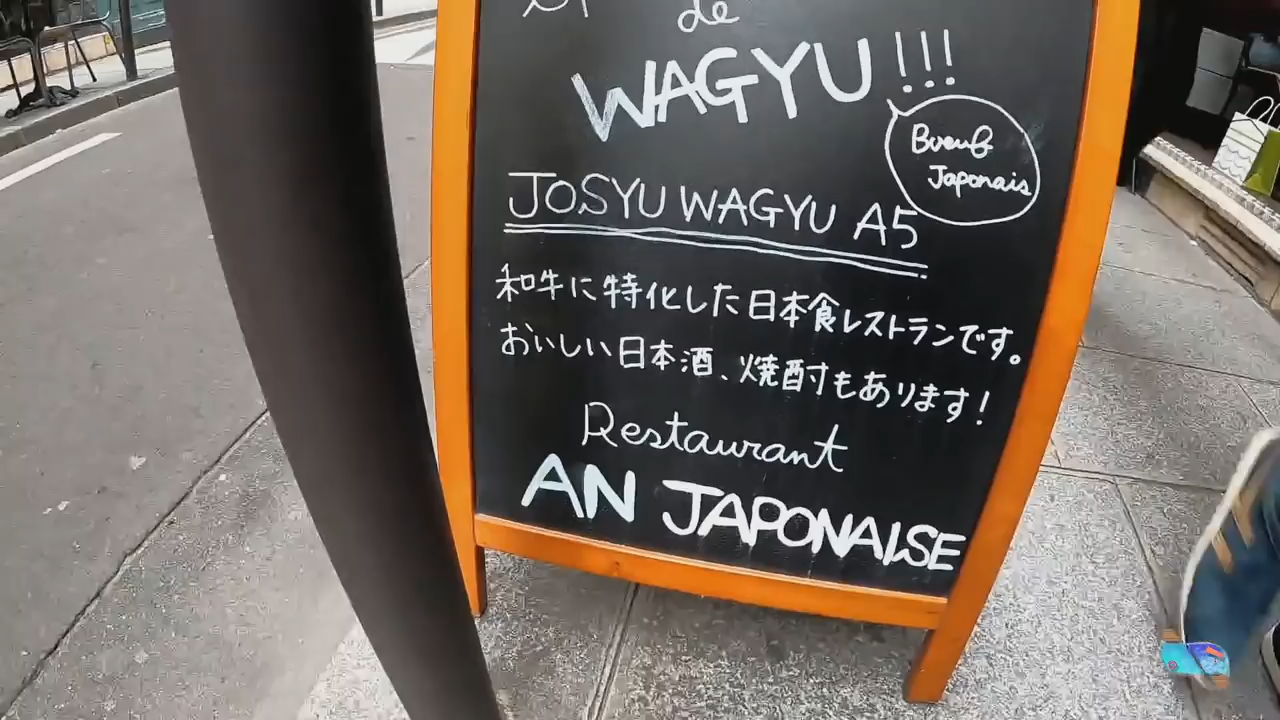 de
WAGYU!!!
Bueuf
Japonais
JOSYU WAGYU A5
和牛に特化した日本食レストランです。
おいしい日本酒、焼酎もあります!
Restaurant
AN JAPONAISE